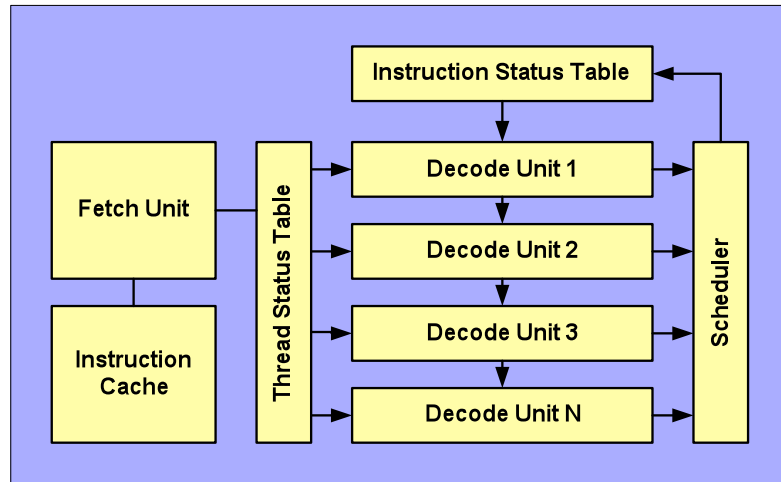 Instruction Status Table
Fetch Unit
Instruction
Cache
Thread Status Table
Decode Unit 1
Decode Unit 2
Decode Unit 3
Decode Unit N
Scheduler